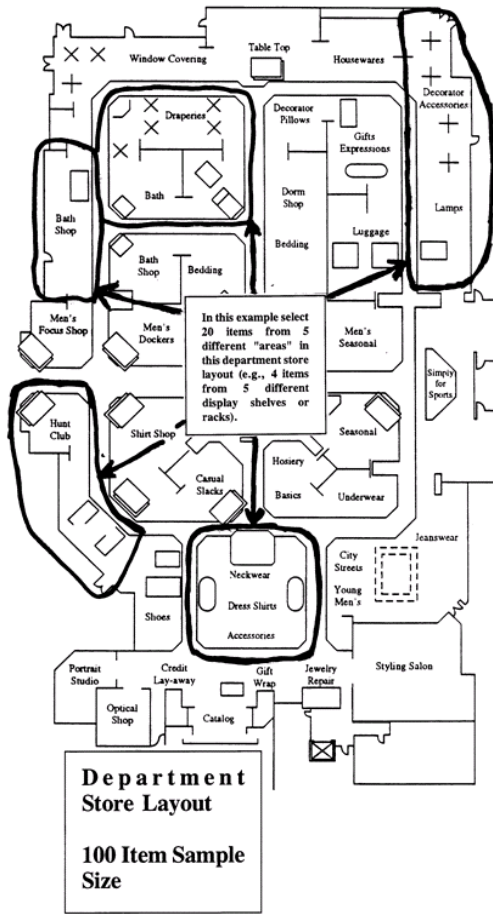 Table Top
Window Covering
Housewares
Draperies
Decorator
Pillows
Decorator
Accessories
Gifts
Expressions
Bath
Dorm
Shop
Lamps
Bath
Shop
Luggage
Bath
Shop
Bedding
Bedding
Men's
Focus Shop
Men's
Dockers
In this example select
20 items from 5
different "areas" in
this department store
layout (e.g., 4 items
from 5 different
display shelves or
racks).
Men's
Seasonal
Simply
for
Sports
Hunt
Club
Shirt Shop
Seasonal
Casual
Slacks
Hosiery
Basics
Underwear
Jeanswear
City
Streets
Young
Men's
Neckwear
Dress Shirts
Accessories
Shoes
Portrait
Studio
Credit
Lay-away
Gift
Wrap
Jewelry
Repair
Styling Salon
Optical
Shop
Catalog
Department
Store Layout
100 Item Sample
Size